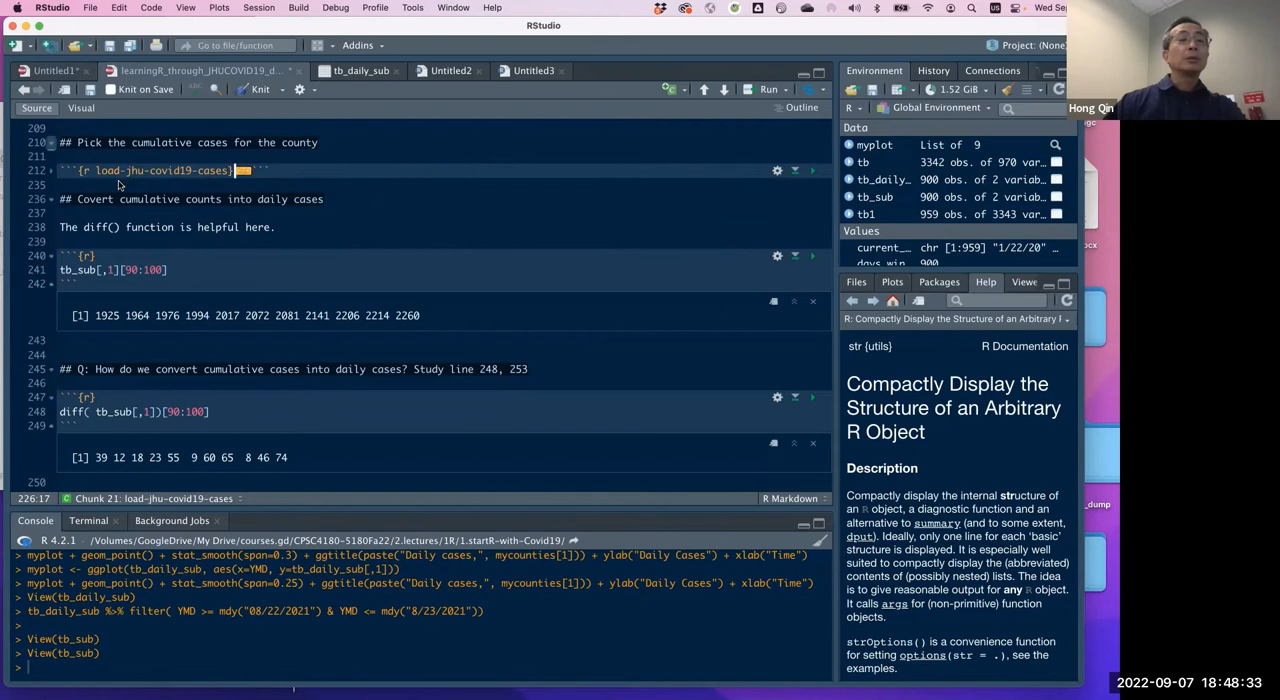 RStudio File Edit Code View Plots Session Build Debug Profile Tools Window Help US Wed Sep
RStudio
Go to file/function Addins Project: (None)
Untitled1* learningR_through_JHUCOVID19_d... tb_daily_sub Untitled2 Untitled3
Knit on Save Knit Run
Source Visual Outline
209
210 ## Pick the cumulative cases for the county
211
212 ```{r load-jhu-covid19-cases} ```
235
236 ## Covert cumulative counts into daily cases
237
238 The diff() function is helpful here.
239
240 ```{r}
241 tb_sub[,1][90:100]
242 ```
[1] 1925 1964 1976 1994 2017 2072 2081 2141 2206 2214 2260
243
244
245 ## Q: How do we convert cumulative cases into daily cases? Study line 248, 253
246
247 ```{r}
248 diff( tb_sub[,1])[90:100]
249 ```
[1] 39 12 18 23 55 9 60 65 8 46 74
250
226:17 Chunk 21: load-jhu-covid19-cases R Markdown
Console Terminal Background Jobs
R 4.2.1 · /Volumes/GoogleDrive/My Drive/courses.gd/CPSC4180-5180Fa22/2.lectures/1R/1.startR-with-Covid/
> myplot + geom_point() + stat_smooth(span=0.3) + ggtitle(paste("Daily cases,", mycounties[1])) + ylab("Daily Cases") + xlab("Time")
> myplot <- ggplot(tb_daily_sub, aes(x=YMD, y=tb_daily_sub[,1]))
> myplot + geom_point() + stat_smooth(span=0.25) + ggtitle(paste("Daily cases,", mycounties[1])) + ylab("Daily Cases") + xlab("Time")
> View(tb_daily_sub)
> tb_daily_sub %>% filter( YMD >= mdy("08/22/2021") & YMD <= mdy("8/23/2021"))
>
> View(tb_sub)
> View(tb_sub)
>
Environment History Connections
1.52 GiB
R Global Environment
Data
myplot List of 9
tb 3342 obs. of 970 var...
tb_daily... 900 obs. of 2 variab...
tb_sub 900 obs. of 2 variab...
tb1 959 obs. of 3343 var...
Values
current_... chr [1:959] "1/22/20" ...
Files Plots Packages Help Viewe
R: Compactly Display the Structure of an Arbitrary F
str {utils} R Documentation
Compactly Display the
Structure of an Arbitrary
R Object
Description
Compactly display the internal structure of
an R object, a diagnostic function and an
alternative to summary (and to some extent,
dput). Ideally, only one line for each 'basic'
structure is displayed. It is especially well
suited to compactly display the (abbreviated)
contents of (possibly nested) lists. The idea
is to give reasonable output for any R object.
It calls args for (non-primitive) function
objects.
strOptions() is a convenience function
for setting options(str = .), see the
examples.
Hong Qin
gc
ocx
_dump
2022-09-07 18:48:33